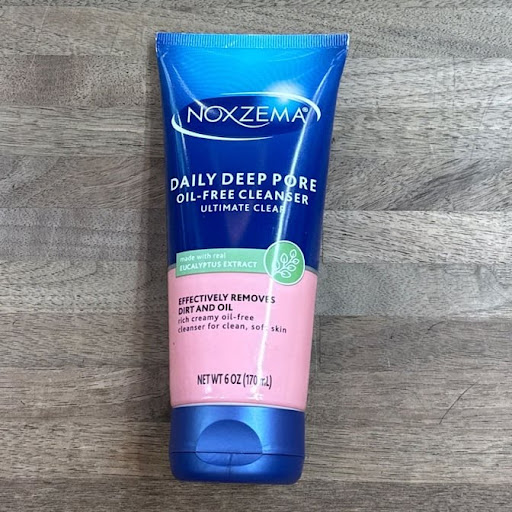 NOXZEMA®
DAILY DEEP PORE
OIL-FREE CLEANSER
ULTIMATE CLEAR
made with real
EUCALYPTUS EXTRACT
EFFECTIVELY REMOVES
DIRT AND OIL
rich creamy oil-free
cleanser for clean, soft skin
NET WT 6 OZ (170 mL)